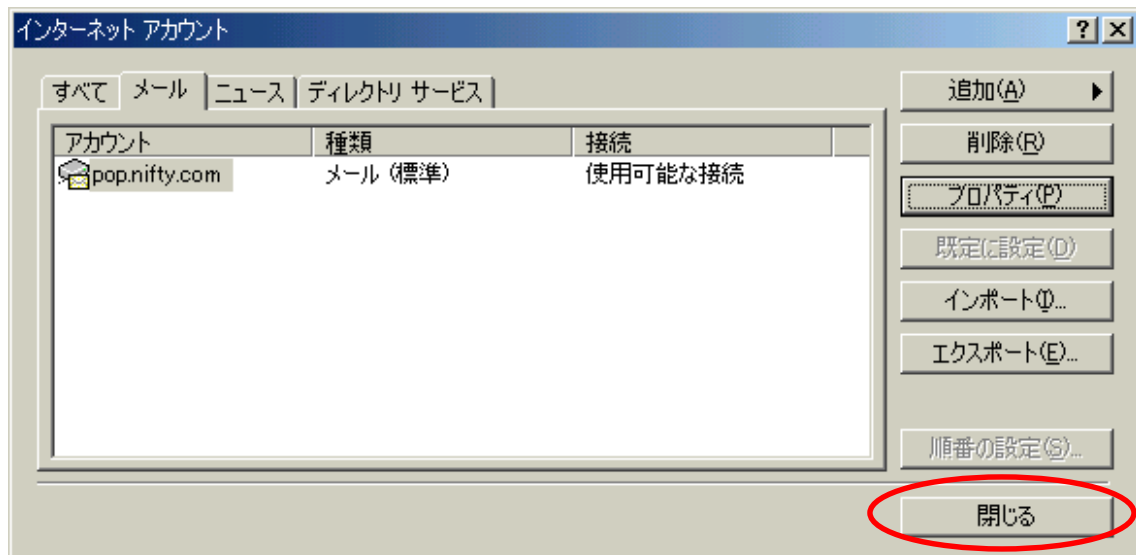 インターネット アカウント
すべて メール ニュース ディレクトリ サービス
追加(A)
アカウント 種類 接続
削除(R)
pop.nifty.com メール (標準) 使用可能な接続
プロパティ(P)
既定に設定(D)
インポート(I)...
エクスポート(E)...
順番の設定(S)...
閉じる